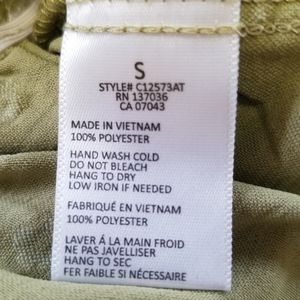 S
STYLE# C12573AT
RN 137036
CA 07043
MADE IN VIETNAM
100% POLYESTER
HAND WASH COLD
DO NOT BLEACH
HANG TO DRY
LOW IRON IF NEEDED
FABRIQUÉ EN VIETNAM
100% POLYESTER
LAVER Á LA MAIN FROID
NE PAS JAVELLISER
HANG TO SEC
FER FAIBLE SI NÉCESSAIRE